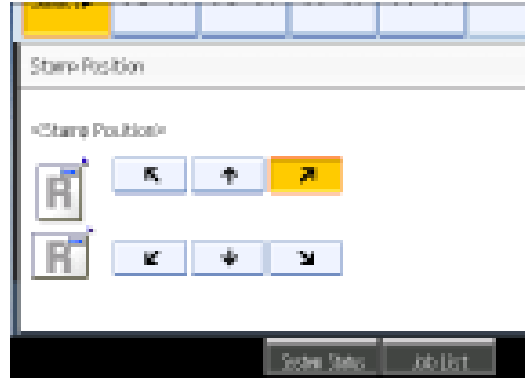 Stamp Position
<Stamp Position>
R
R
System Status Job List